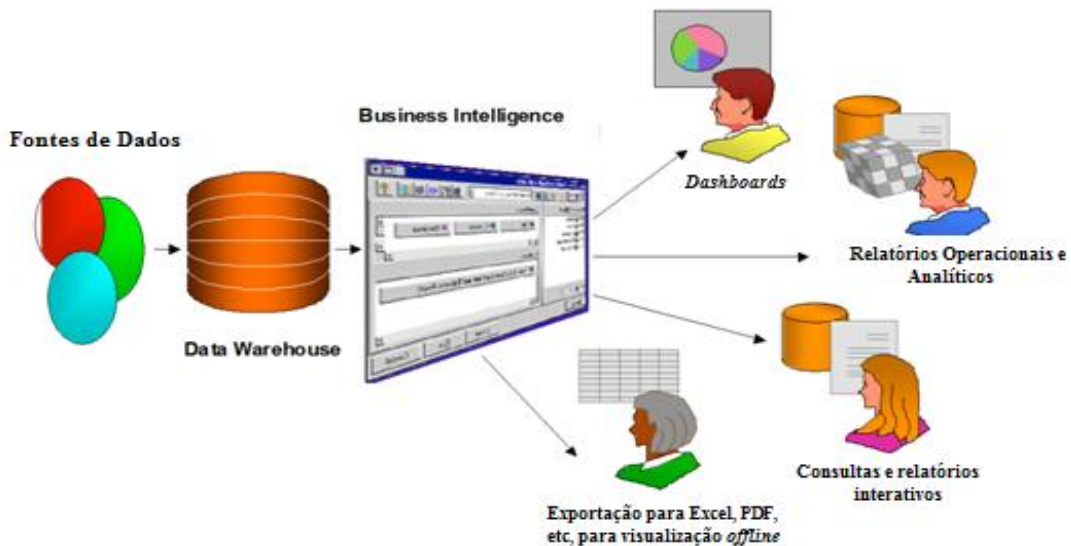 Business Intelligence
Fontes de Dados
Dashboards
Data Warehouse
Relatórios Operacionais e
Analíticos
Consultas e relatórios
interativos
Exportação para Excel, PDF,
etc, para visualização offline